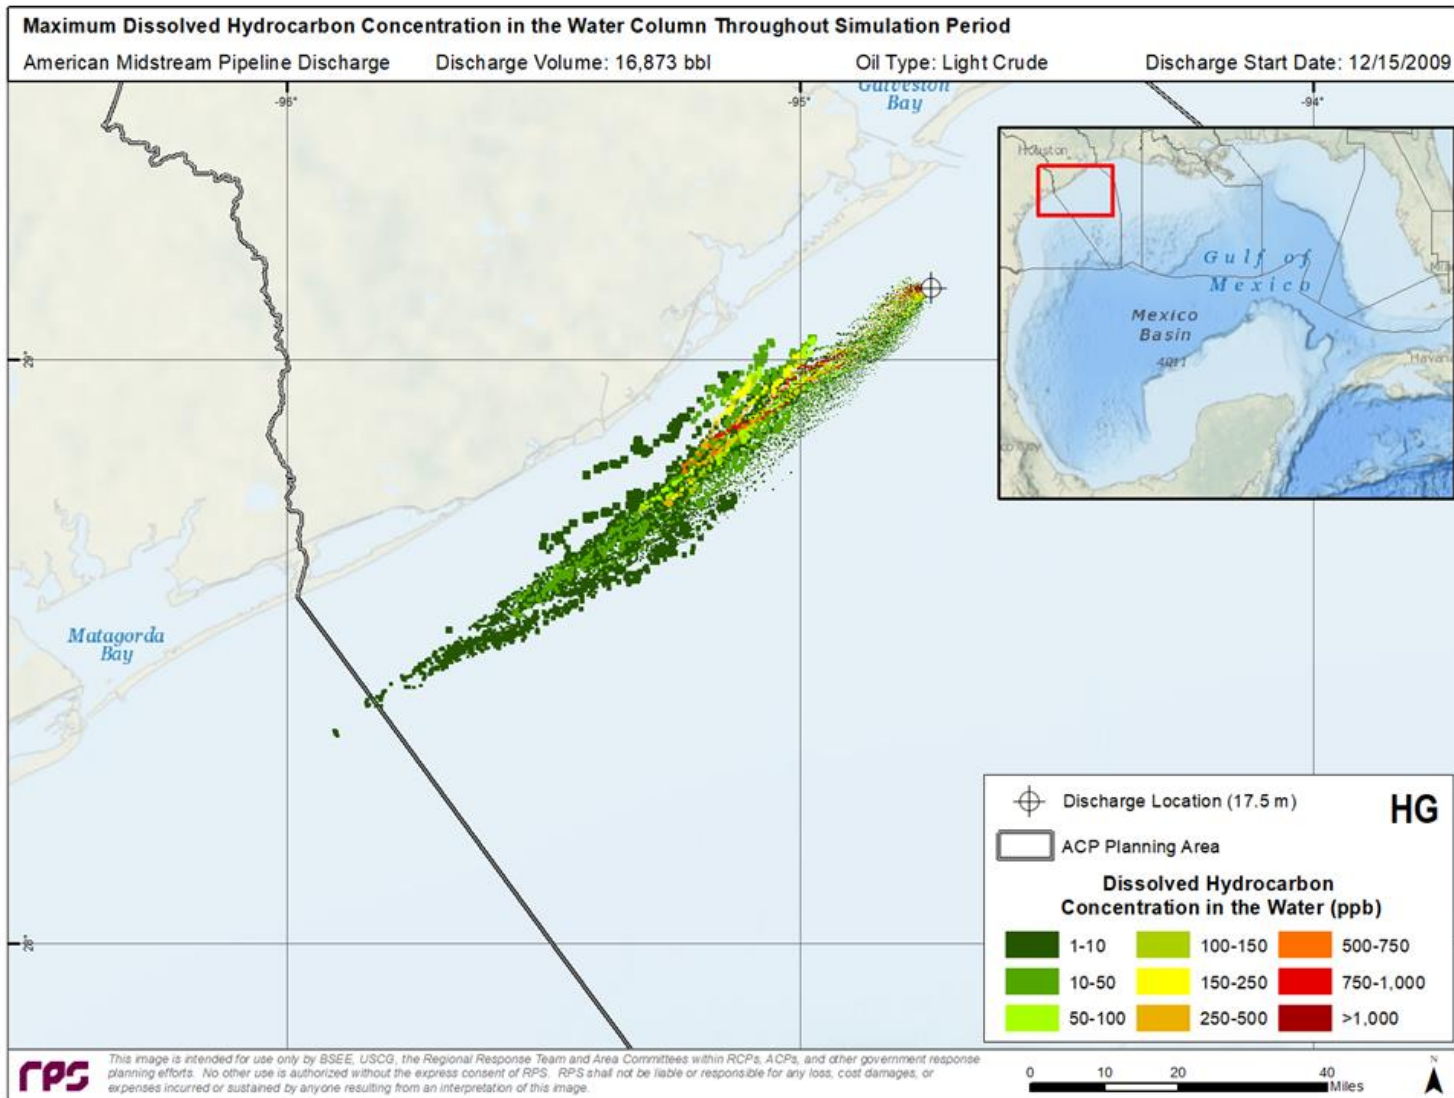 Maximum Dissolved Hydrocarbon Concentration in the Water Column Throughout Simulation Period
American Midstream Pipeline Discharge Discharge Volume: 16,873 bbl Oil Type: Light Crude Discharge Start Date: 12/15/2009
-96° -95° -94°
Galveston
Bay
Houston
Gulf of
Mexico
Mexico
Basin
Havana
29°
Matagorda
Bay
28°
Discharge Location (17.5 m)
HG
ACP Planning Area
Dissolved Hydrocarbon
Concentration in the Water (ppb)
1-10 100-150 500-750
10-50 150-250 750-1,000
50-100 250-500 >1,000
rps
This image is intended for use only by BSEE, USCG, the Regional Response Team and Area Committees within RCPs, ACPs, and other government response
planning efforts. No other use is authorized without the express consent of RPS. RPS shall not be liable or responsible for any loss, cost damages, or
expenses incurred or sustained by anyone resulting from an interpretation of this image.
0 10 20 40
Miles
N